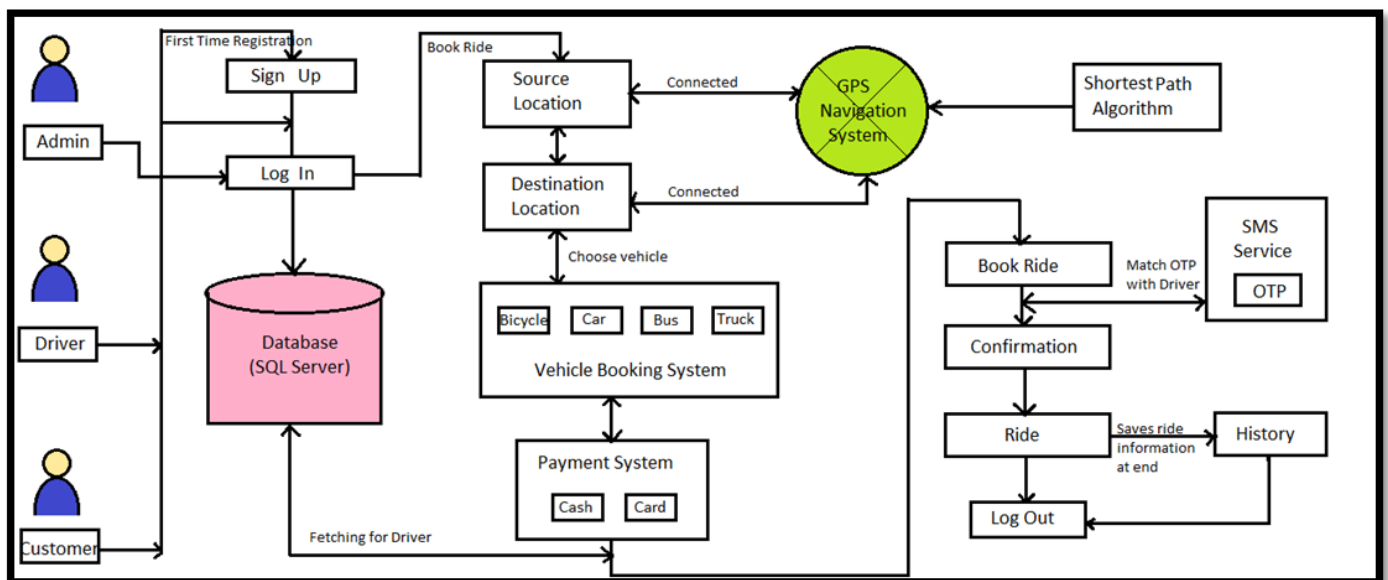 First Time Registration
Sign Up
Admin
Log In
Driver
Database
(SQL Server)
Customer
Fetching for Driver
Book Ride
Source
Location
Connected
GPS
Navigation
System
Shortest Path
Algorithm
Destination
Location
Connected
Choose vehicle
Bicycle
Car
Bus
Truck
Vehicle Booking System
Payment System
Cash
Card
Book Ride
Match OTP
with Driver
SMS
Service
OTP
Confirmation
Ride
Saves ride
information
at end
History
Log Out